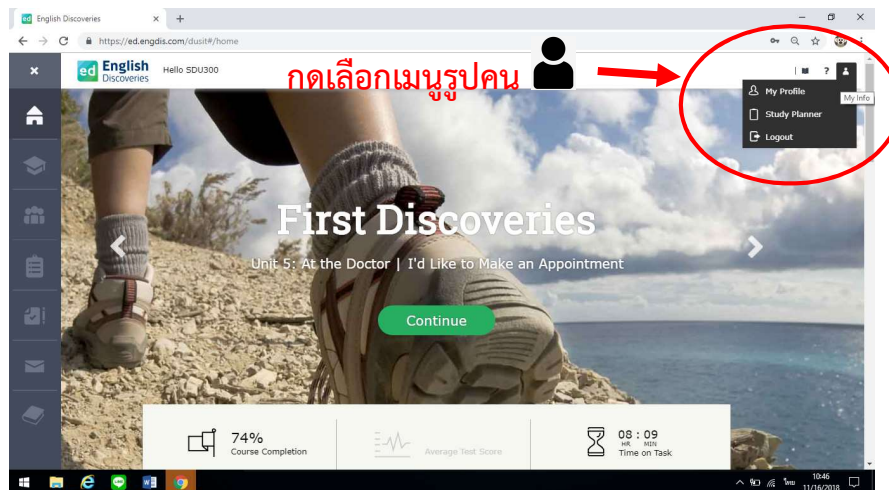 English Discoveries
https://ed.engdis.com/dusit#/home
ed English Discoveries
Hello SDU300
กดเลือกเมนูรูปคน
?
My Profile
My Info
Study Planner
Logout
First Discoveries
Unit 5: At the Doctor | I'd Like to Make an Appointment
Continue
74%
Course Completion
Average Test Score
08 : 09
HR MIN
Time on Task
ไทย
10:46
11/16/2018